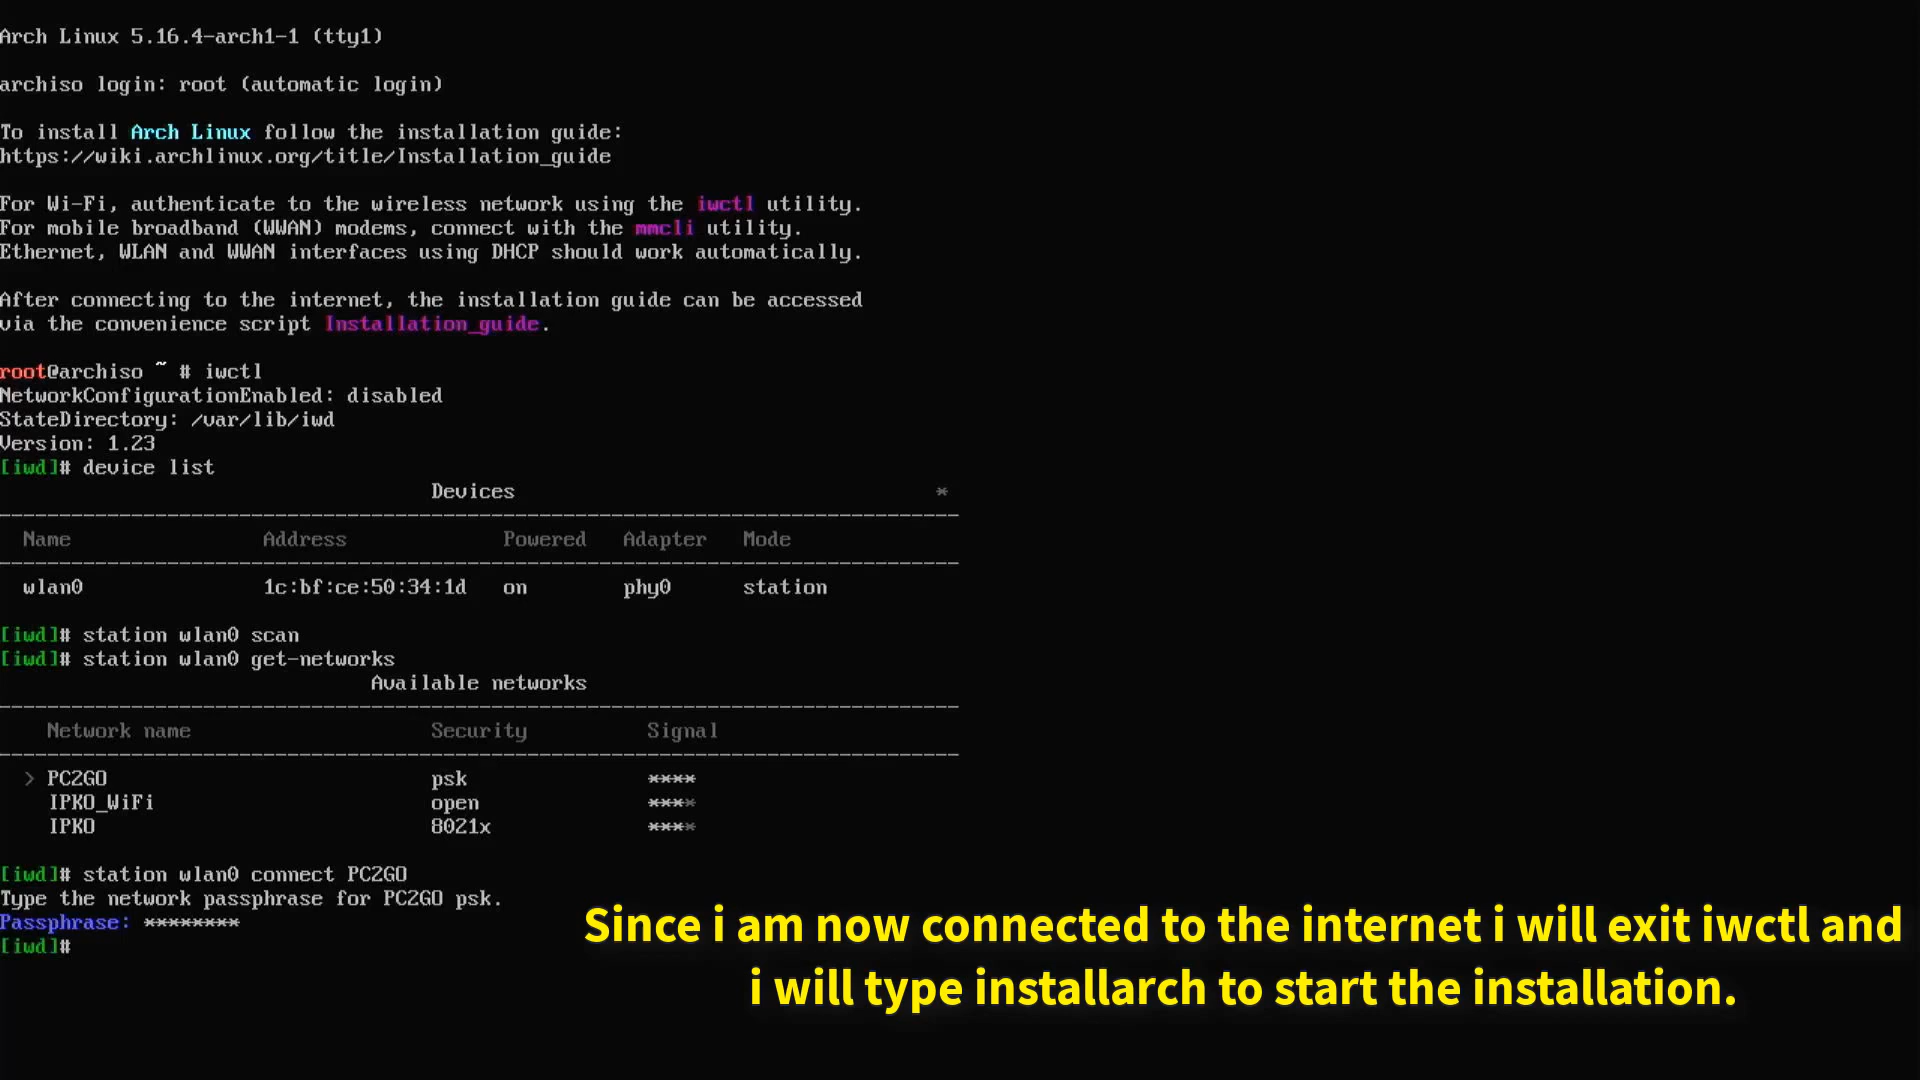 Arch Linux 5.16.4-arch1-1 (tty1)
archiso login: root (automatic login)
To install Arch Linux follow the installation guide:
https://wiki.archlinux.org/title/Installation_guide
For Wi-Fi, authenticate to the wireless network using the iwctl utility.
For mobile broadband (WWAN) modems, connect with the mmcli utility.
Ethernet, WLAN and WWAN interfaces using DHCP should work automatically.
After connecting to the internet, the installation guide can be accessed
via the convenience script Installation_guide.
root@archiso ~ # iwctl
NetworkConfigurationEnabled: disabled
StateDirectory: /var/lib/iwd
Version: 1.23
[iwd]# device list
Devices *
Name Address Powered Adapter Mode
wlan0 1c:bf:ce:50:34:1d on phy0 station
[iwd]# station wlan0 scan
[iwd]# station wlan0 get-networks
Available networks
Network name Security Signal
> PC2GO psk ****
IPKO_WiFi open ****
IPKO 8021x ****
[iwd]# station wlan0 connect PC2GO
Type the network passphrase for PC2GO psk.
Passphrase: ********
[iwd]#
Since i am now connected to the internet i will exit iwctl and
i will type installarch to start the installation.